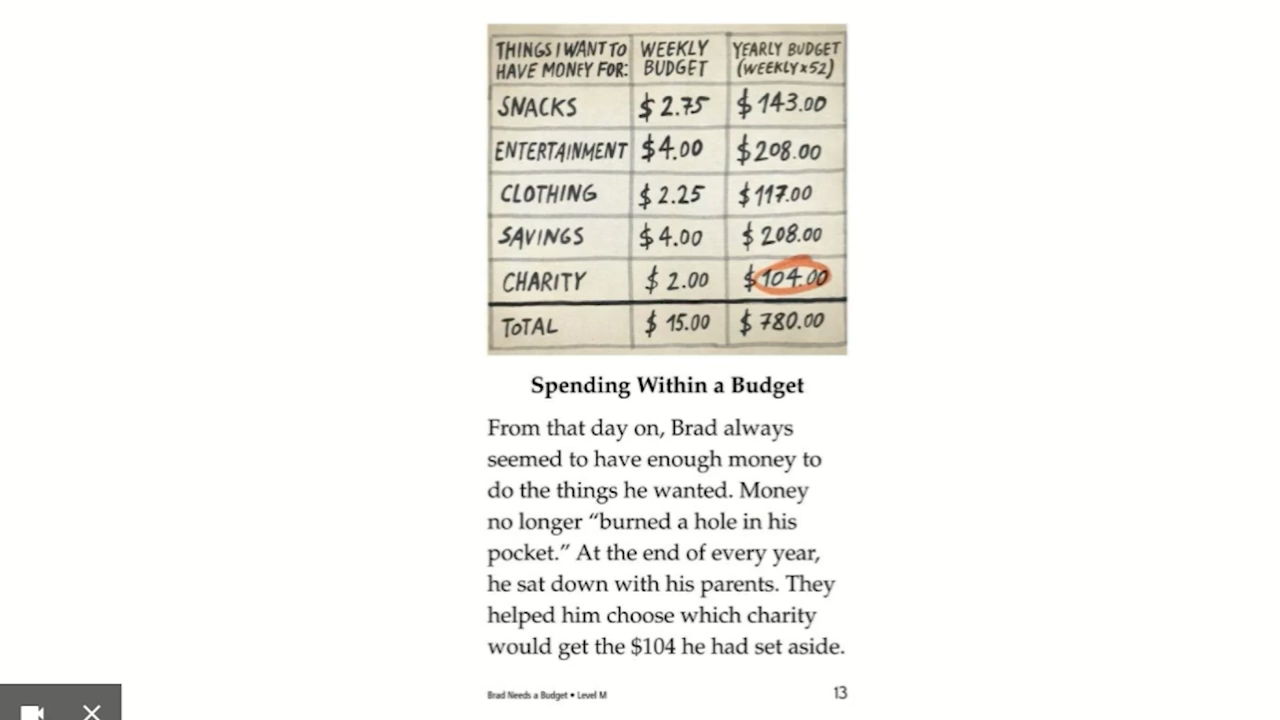 THINGS I WANT TO HAVE MONEY FOR: WEEKLY BUDGET YEARLY BUDGET (WEEKLY x 52)
SNACKS $2.75 $143.00
ENTERTAINMENT $4.00 $208.00
CLOTHING $2.25 $117.00
SAVINGS $4.00 $208.00
CHARITY $2.00 $104.00
TOTAL $15.00 $780.00
Spending Within a Budget
From that day on, Brad always
seemed to have enough money to
do the things he wanted. Money
no longer “burned a hole in his
pocket.” At the end of every year,
he sat down with his parents. They
helped him choose which charity
would get the $104 he had set aside.
Brad Needs a Budget • Level M 13